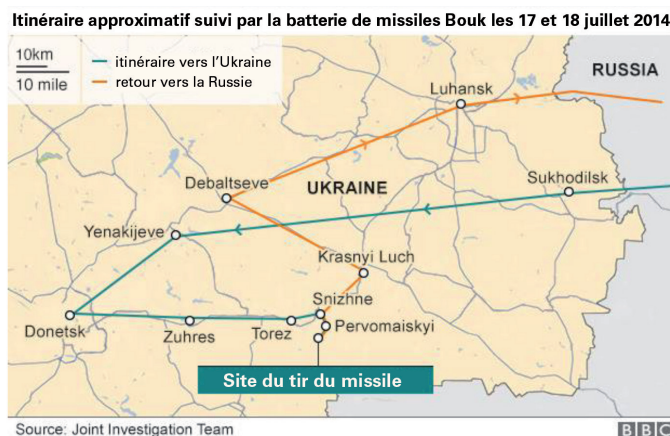 Itinéraire approximatif suivi par la batterie de missiles Bouk les 17 et 18 juillet 2014
10km
10 mile
itinéraire vers l'Ukraine
retour vers la Russie
RUSSIA
Luhansk
Debaltseve
UKRAINE
Sukhodilsk
Yenakijeve
Krasnyi Luch
Snizhne
Donetsk
Zuhres
Torez
Pervomaiskyi
Site du tir du missile
Source: Joint Investigation Team
BBC